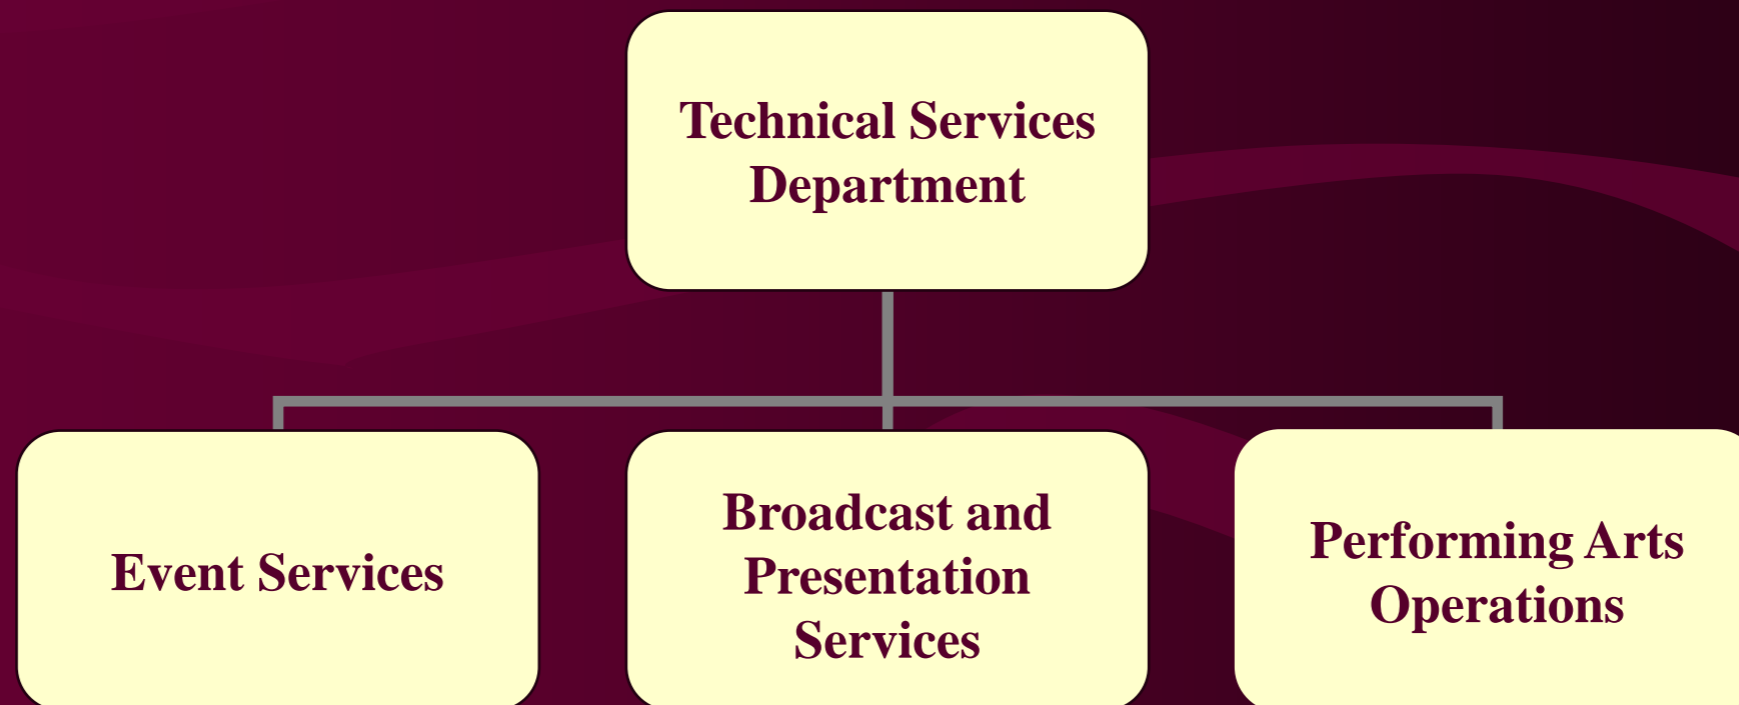 Technical Services
Department
Event Services
Broadcast and
Presentation
Services
Performing Arts
Operations